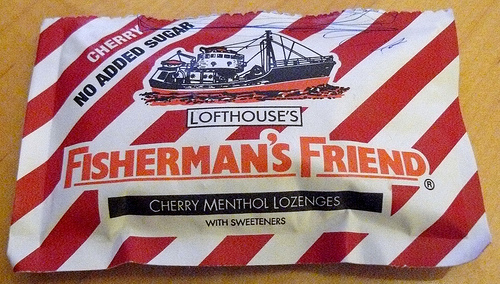 CHERRY
NO ADDED SUGAR
LOFTHOUSE'S
FISHERMAN'S FRIEND®
CHERRY MENTHOL LOZENGES
WITH SWEETENERS